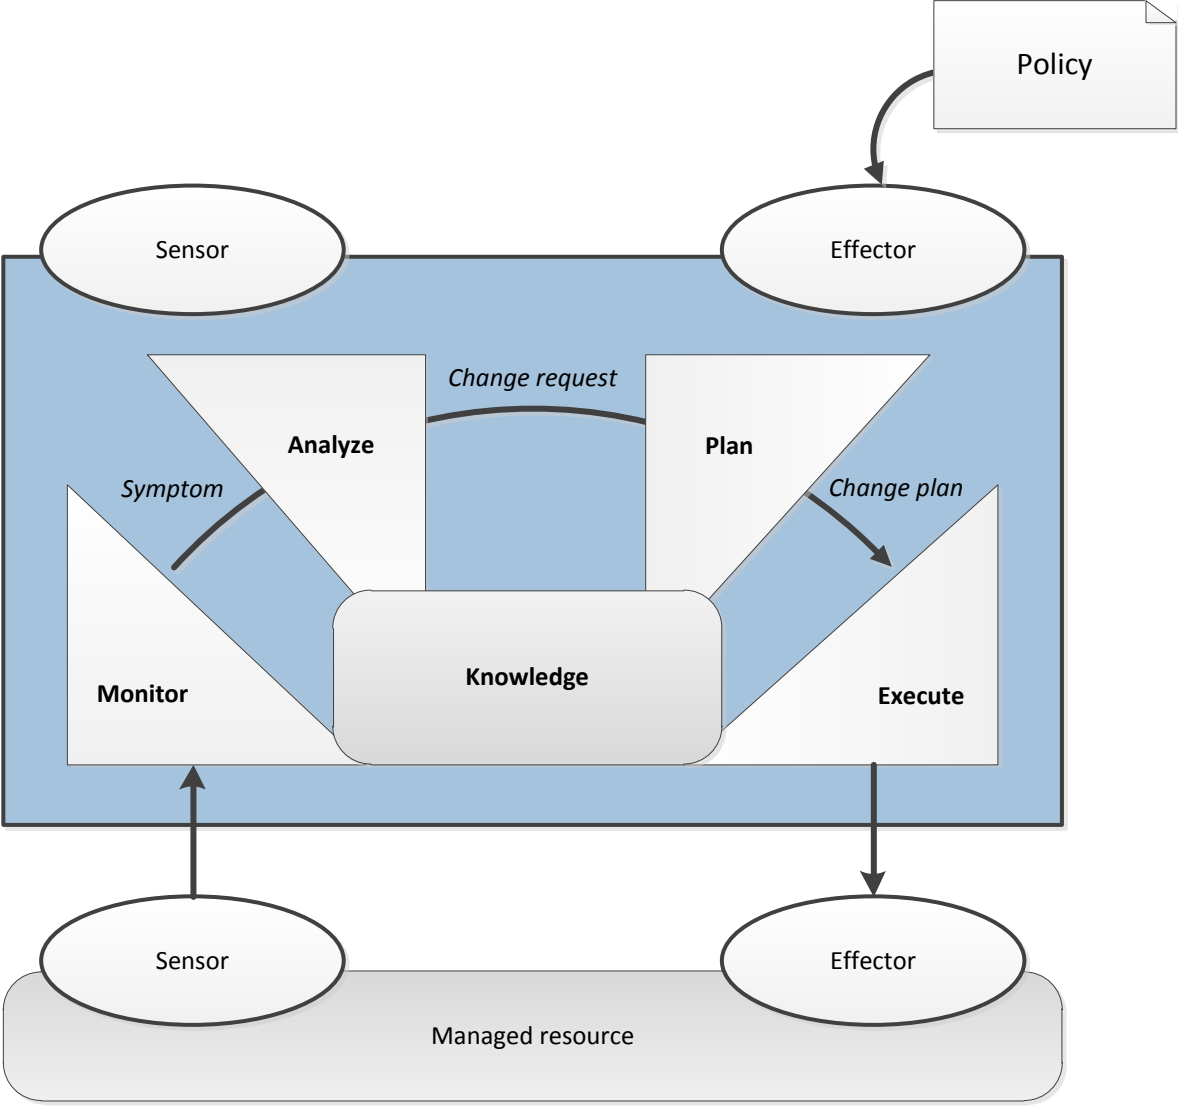 Policy
Sensor
Effector
Change request
Analyze
Plan
Symptom
Change plan
Knowledge
Monitor
Execute
Sensor
Effector
Managed resource